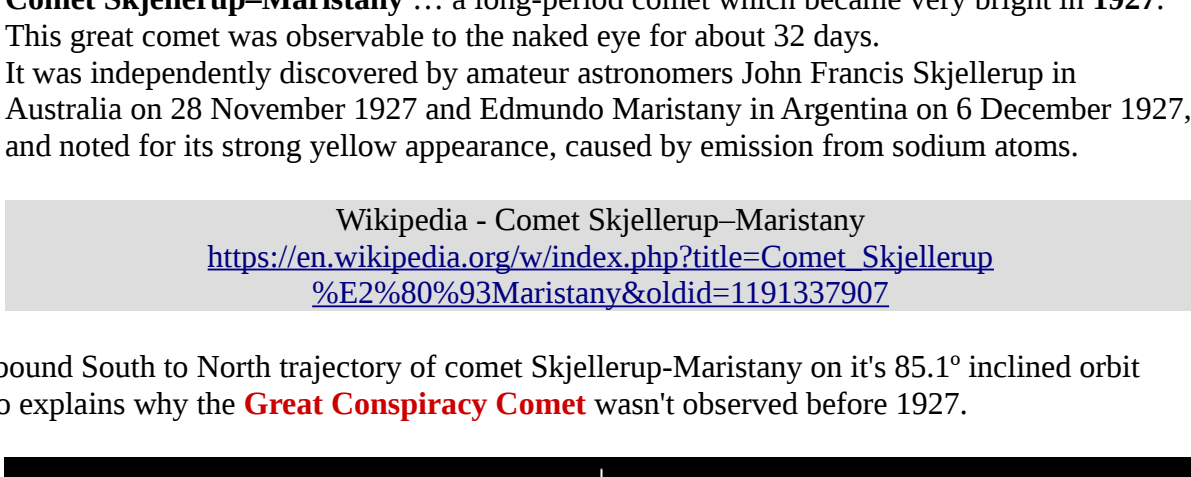 Comet Skjellerup–Maristany … a long-period comet which became very bright in 1927.
This great comet was observable to the naked eye for about 32 days.
It was independently discovered by amateur astronomers John Francis Skjellerup in
Australia on 28 November 1927 and Edmundo Maristany in Argentina on 6 December 1927,
and noted for its strong yellow appearance, caused by emission from sodium atoms.
Wikipedia - Comet Skjellerup–Maristany
https://en.wikipedia.org/w/index.php?title=Comet_Skjellerup
%E2%80%93Maristany&oldid=1191337907
South to North trajectory of comet Skjellerup-Maristany on it's 85.1º inclined orbit
explains why the Great Conspiracy Comet wasn't observed before 1927.